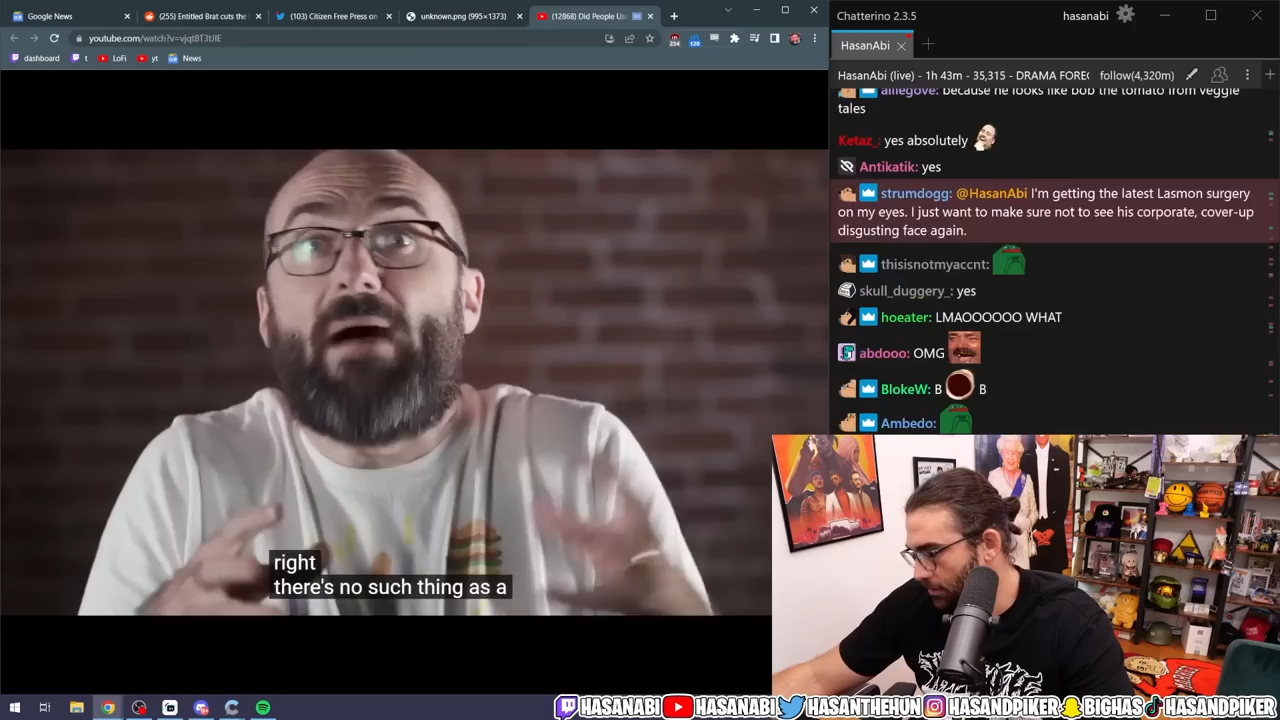 Google News
(255) Entitled Brat cuts the
(103) Citizen Free Press on
unknown.png (995×1373)
(12868) Did People Us
youtube.com/watch?v=vjqt8T3tJIE
dashboard
t
LoFi
yt
News
234
120
right
there's no such thing as a
Chatterino 2.3.5
hasanabi
HasanAbi
HasanAbi (live) - 1h 43m - 35,315 - DRAMA FOREC
follow(4,320m)
alliegove: because he looks like bob the tomato from veggie
tales
Ketaz_: yes absolutely
Antikatik: yes
strumdogg: @HasanAbi I'm getting the latest Lasmon surgery
on my eyes. I just want to make sure not to see his corporate, cover-up
disgusting face again.
thisisnotmyaccnt:
skull_duggery_: yes
hoeater: LMAOOOOOO WHAT
abdooo: OMG
BlokeW: B B
Ambedo:
HASANABI HASANABI HASANTHEHUN HASANDPIKER BIGHAS HASANDPIKER